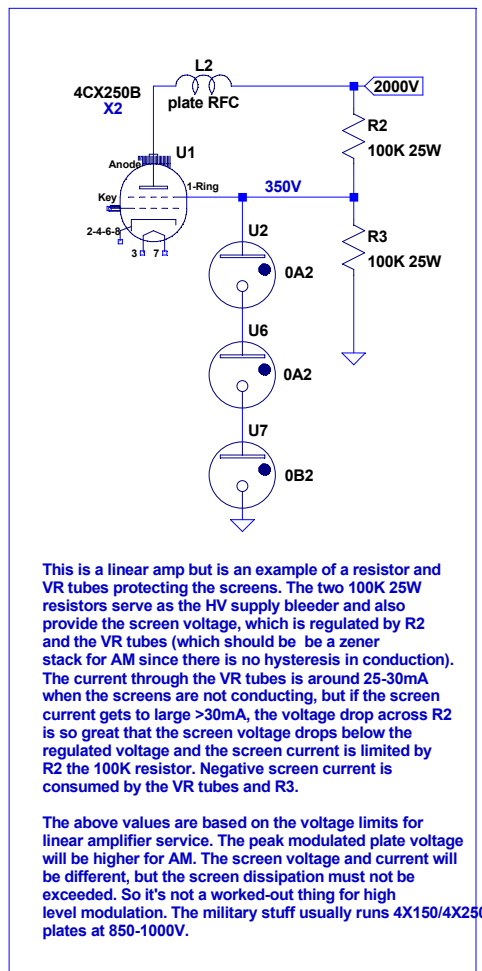 L2
4CX250B
X2
plate RFC
2000V
R2
100K 25W
U1
Anode
1-Ring
350V
Key
U2
2-4-6-8
R3
100K 25W
3 7
0A2
U6
0A2
U7
0B2
This is a linear amp but is an example of a resistor and
VR tubes protecting the screens. The two 100K 25W
resistors serve as the HV supply bleeder and also
provide the screen voltage, which is regulated by R2
and the VR tubes (which should be  be a zener
stack for AM since there is no hysteresis in conduction).
The current through the VR tubes is around 25-30mA
when the screens are not conducting, but if the screen
current gets to large >30mA, the voltage drop across R2
is so great that the screen voltage drops below the
regulated voltage and the screen current is limited by
R2 the 100K resistor. Negative screen current is
consumed by the VR tubes and R3.
The above values are based on the voltage limits for
linear amplifier service. The peak modulated plate voltage
will be higher for AM. The screen voltage and current will
be different, but the screen dissipation must not be
exceeded. So it's not a worked-out thing for high
level modulation. The military stuff usually runs 4X150/4X250
plates at 850-1000V.